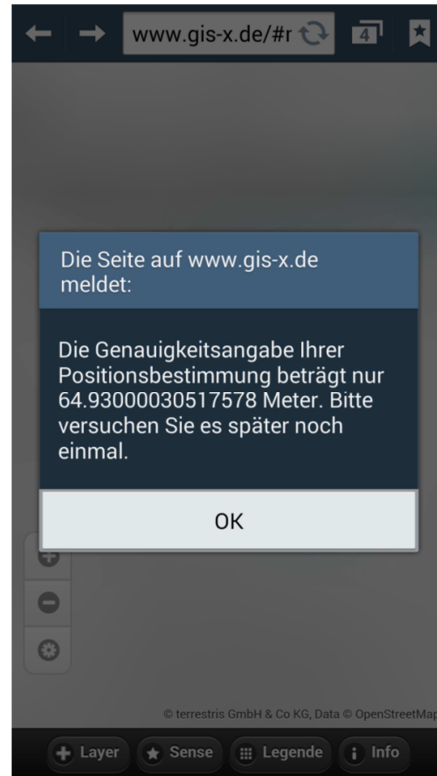 www.gis-x.de/#r
4
Die Seite auf www.gis-x.de
meldet:
Die Genauigkeitsangabe Ihrer
Positionsbestimmung beträgt nur
64.93000030517578 Meter. Bitte
versuchen Sie es später noch
einmal.
OK
© terrestris GmbH & Co KG, Data © OpenStreetMap
Layer Sense Legende Info